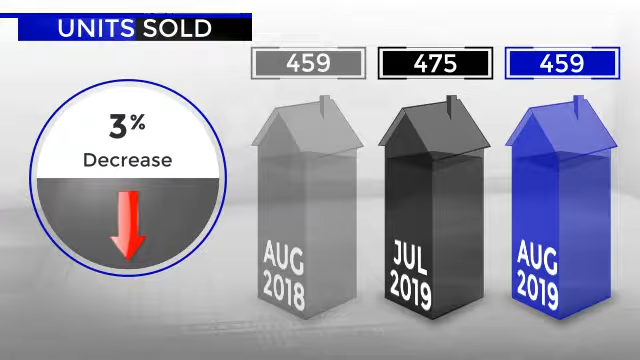 UNITS SOLD
459
475
459
3%
Decrease
AUG
2018
JUL
2019
AUG
2019